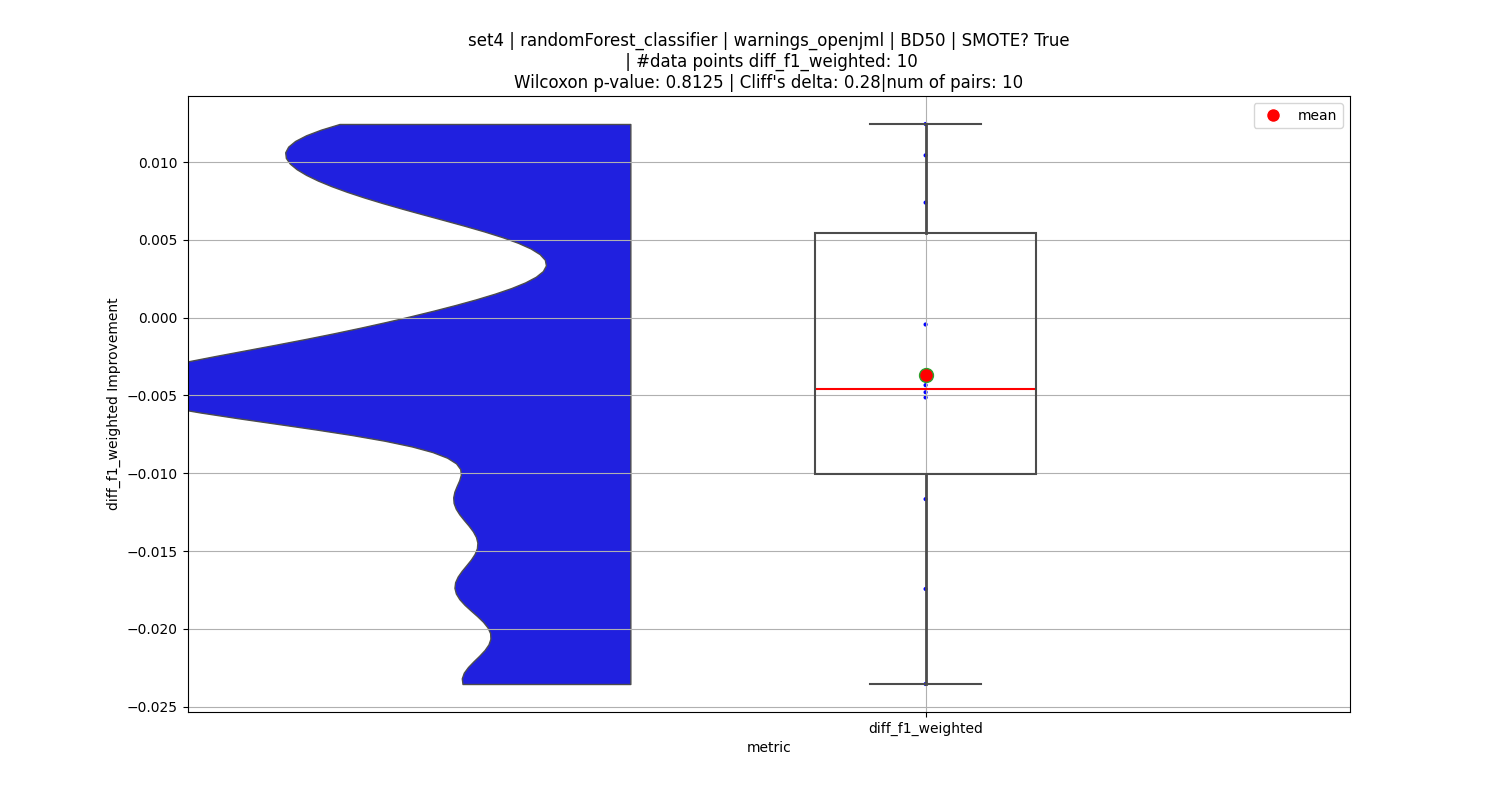 set4 | randomForest_classifier | warnings_openjml | BD50 | SMOTE? True
| #data points diff_f1_weighted: 10
Wilcoxon p-value: 0.8125 | Cliff's delta: 0.28|num of pairs: 10
mean
0.010
0.005
0.000
−0.005
−0.010
−0.015
−0.020
−0.025
diff_f1_weighted Improvement
diff_f1_weighted
metric